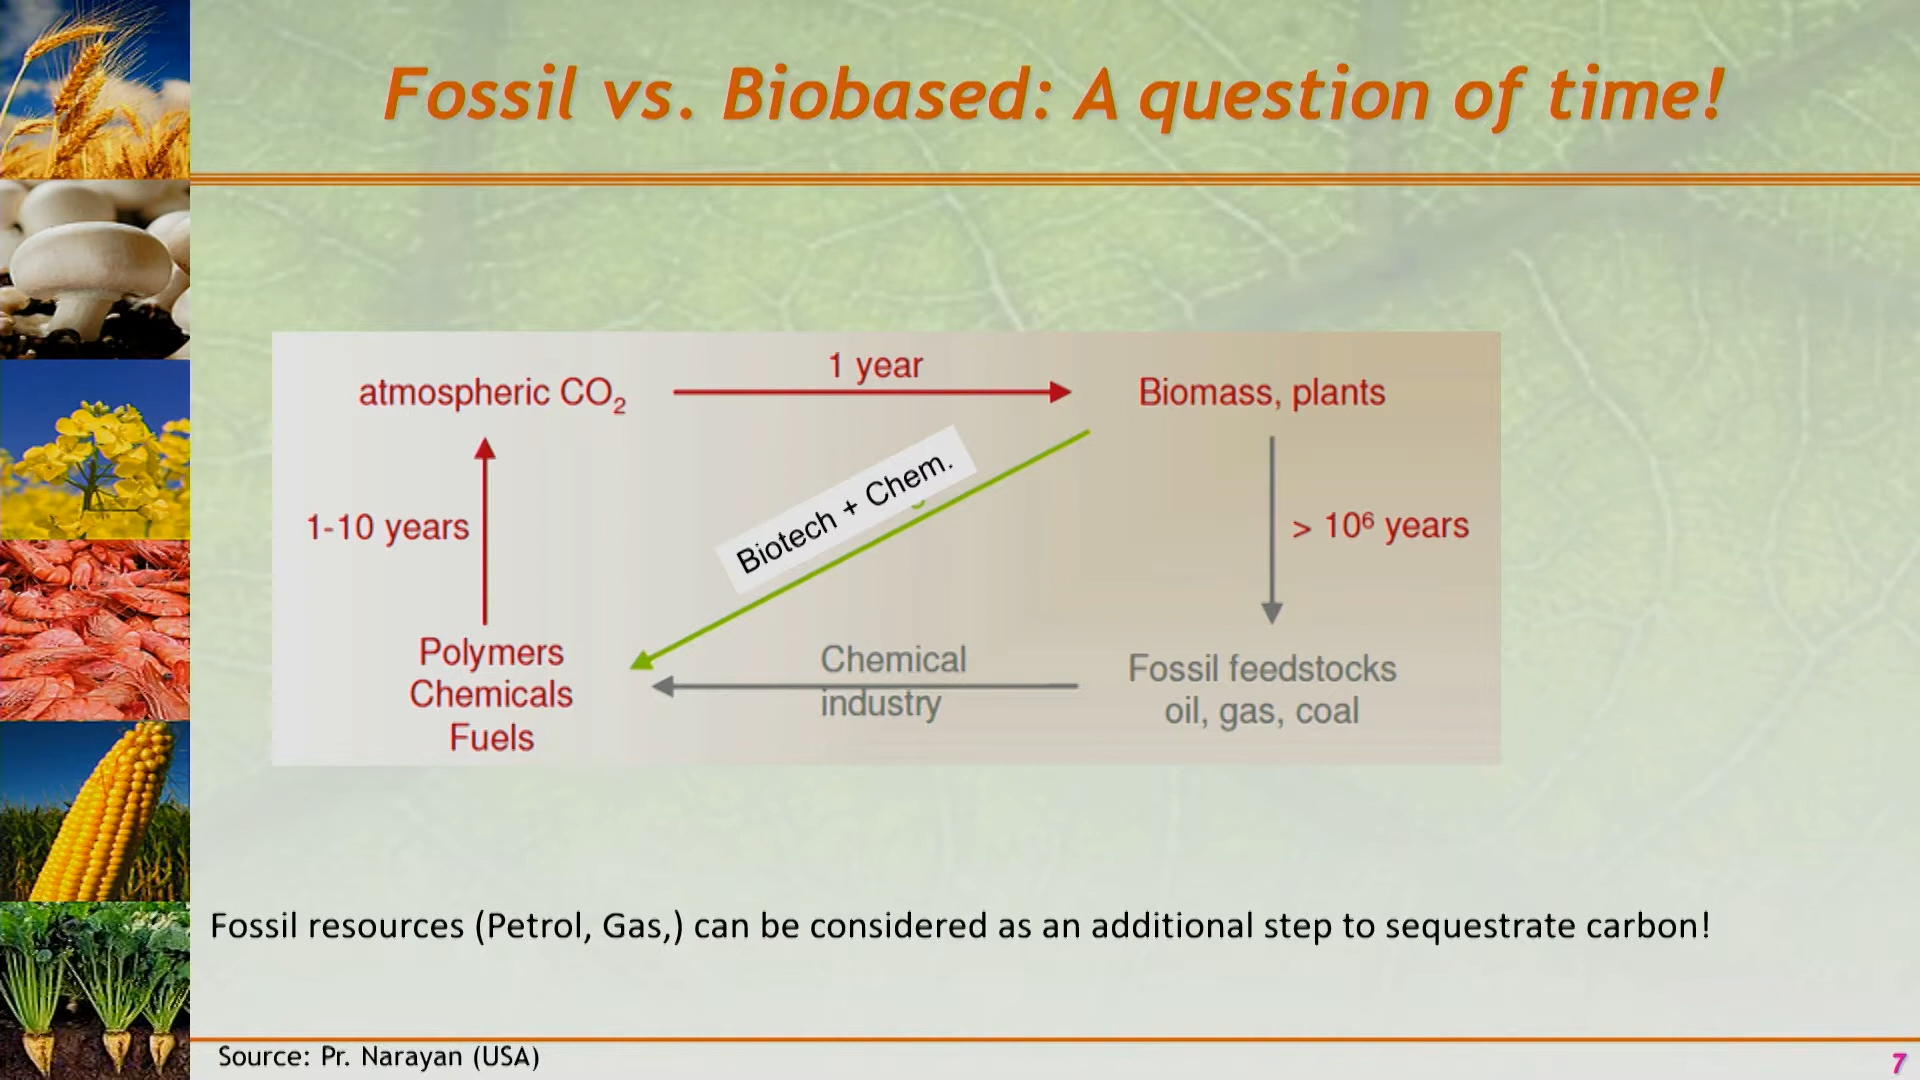 Fossil vs. Biobased: A question of time!
1 year
atmospheric CO₂
Biomass, plants
Biotech + Chem.
1-10 years
> 10⁶ years
Polymers
Chemicals
Fuels
Chemical
industry
Fossil feedstocks
oil, gas, coal
Fossil resources (Petrol, Gas,) can be considered as an additional step to sequestrate carbon!
Source: Pr. Narayan (USA)
7